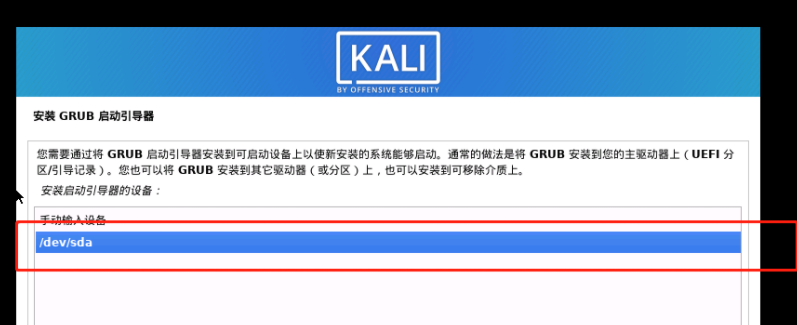 KALI
BY OFFENSIVE SECURITY
安装 GRUB 启动引导器
您需要通过将 GRUB 启动引导器安装到可启动设备上以使新安装的系统能够启动。通常的做法是将 GRUB 安装到您的主驱动器上（UEFI 分
区/引导记录）。您也可以将 GRUB 安装到其它驱动器（或分区）上，也可以安装到可移除介质上。
安装启动引导器的设备：
手动输入设备
/dev/sda